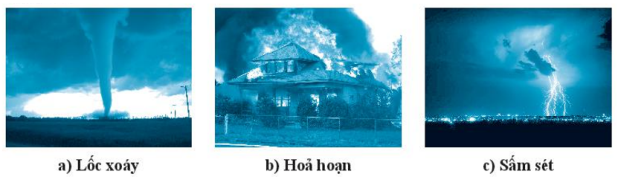 a) Lốc xoáy
b) Hoả hoạn
c) Sấm sét